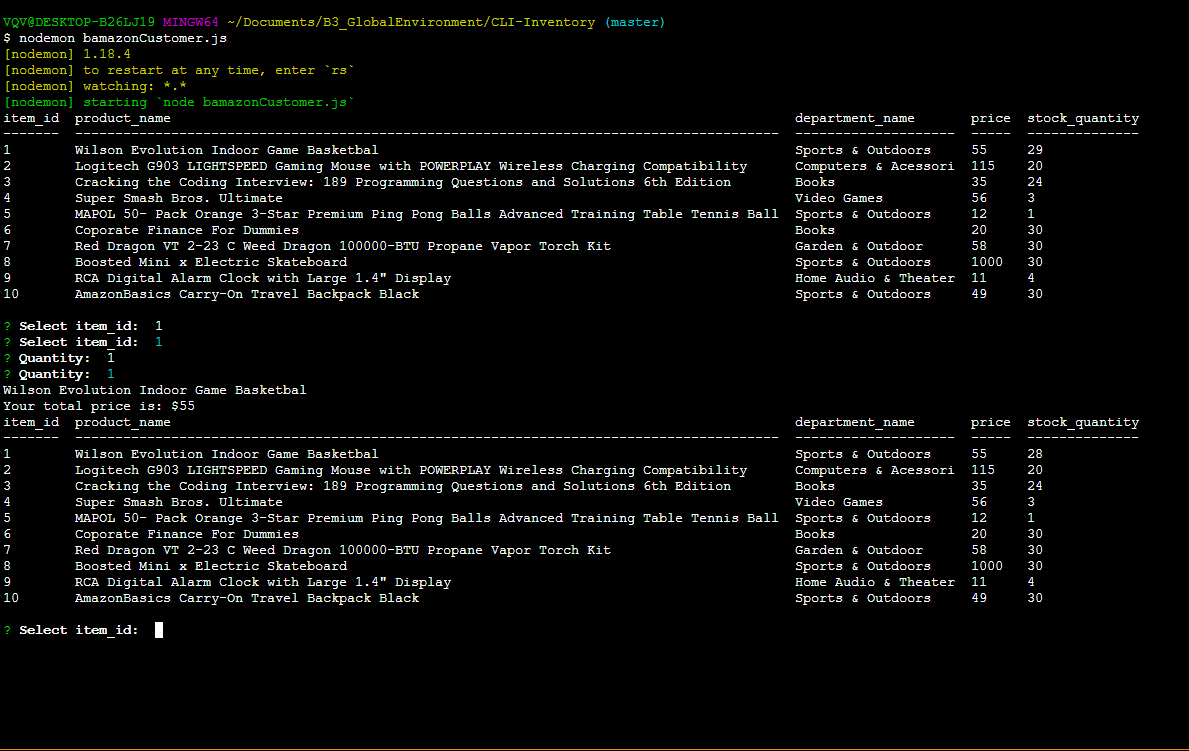 VQV@DESKTOP-B26LJ19 MINGW64 ~/Documents/B3_GlobalEnvironment/CLI-Inventory (master)
$ nodemon bamazonCustomer.js
[nodemon] 1.18.4
[nodemon] to restart at any time, enter `rs`
[nodemon] watching: *.*
[nodemon] starting `node bamazonCustomer.js`
item_id  product_name                                                                              department_name       price  stock_quantity
-------  ----------------------------------------------------------------------------------------  --------------------  -----  --------------
1        Wilson Evolution Indoor Game Basketbal                                                    Sports & Outdoors     55     29
2        Logitech G903 LIGHTSPEED Gaming Mouse with POWERPLAY Wireless Charging Compatibility      Computers & Acessori  115    20
3        Cracking the Coding Interview: 189 Programming Questions and Solutions 6th Edition        Books                 35     24
4        Super Smash Bros. Ultimate                                                                Video Games           56     3
5        MAPOL 50- Pack Orange 3-Star Premium Ping Pong Balls Advanced Training Table Tennis Ball  Sports & Outdoors     12     1
6        Coporate Finance For Dummies                                                              Books                 20     30
7        Red Dragon VT 2-23 C Weed Dragon 100000-BTU Propane Vapor Torch Kit                       Garden & Outdoor      58     30
8        Boosted Mini x Electric Skateboard                                                        Sports & Outdoors     1000   30
9        RCA Digital Alarm Clock with Large 1.4" Display                                           Home Audio & Theater  11     4
10       AmazonBasics Carry-On Travel Backpack Black                                               Sports & Outdoors     49     30
? Select item_id:  1
? Select item_id:  1
? Quantity:  1
? Quantity:  1
Wilson Evolution Indoor Game Basketbal
Your total price is: $55
item_id  product_name                                                                              department_name       price  stock_quantity
-------  ----------------------------------------------------------------------------------------  --------------------  -----  --------------
1        Wilson Evolution Indoor Game Basketbal                                                    Sports & Outdoors     55     28
2        Logitech G903 LIGHTSPEED Gaming Mouse with POWERPLAY Wireless Charging Compatibility      Computers & Acessori  115    20
3        Cracking the Coding Interview: 189 Programming Questions and Solutions 6th Edition        Books                 35     24
4        Super Smash Bros. Ultimate                                                                Video Games           56     3
5        MAPOL 50- Pack Orange 3-Star Premium Ping Pong Balls Advanced Training Table Tennis Ball  Sports & Outdoors     12     1
6        Coporate Finance For Dummies                                                              Books                 20     30
7        Red Dragon VT 2-23 C Weed Dragon 100000-BTU Propane Vapor Torch Kit                       Garden & Outdoor      58     30
8        Boosted Mini x Electric Skateboard                                                        Sports & Outdoors     1000   30
9        RCA Digital Alarm Clock with Large 1.4" Display                                           Home Audio & Theater  11     4
10       AmazonBasics Carry-On Travel Backpack Black                                               Sports & Outdoors     49     30
? Select item_id: